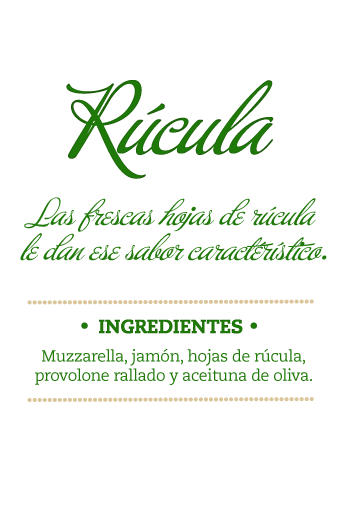 Rúcula
Las frescas hojas de rúcula
le dan ese sabor característico.
• INGREDIENTES •
Muzzarella, jamón, hojas de rúcula,
provolone rallado y aceituna de oliva.